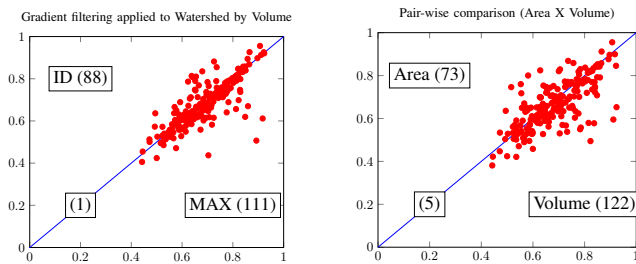 Gradient filtering applied to Watershed by Volume
1
0.8
0.6
0.4
0.2
0
ID (88)
(1)
MAX (111)
0 0.2 0.4 0.6 0.8 1
Pair-wise comparison (Area X Volume)
1
0.8
0.6
0.4
0.2
0
Area (73)
(5)
Volume (122)
0 0.2 0.4 0.6 0.8 1